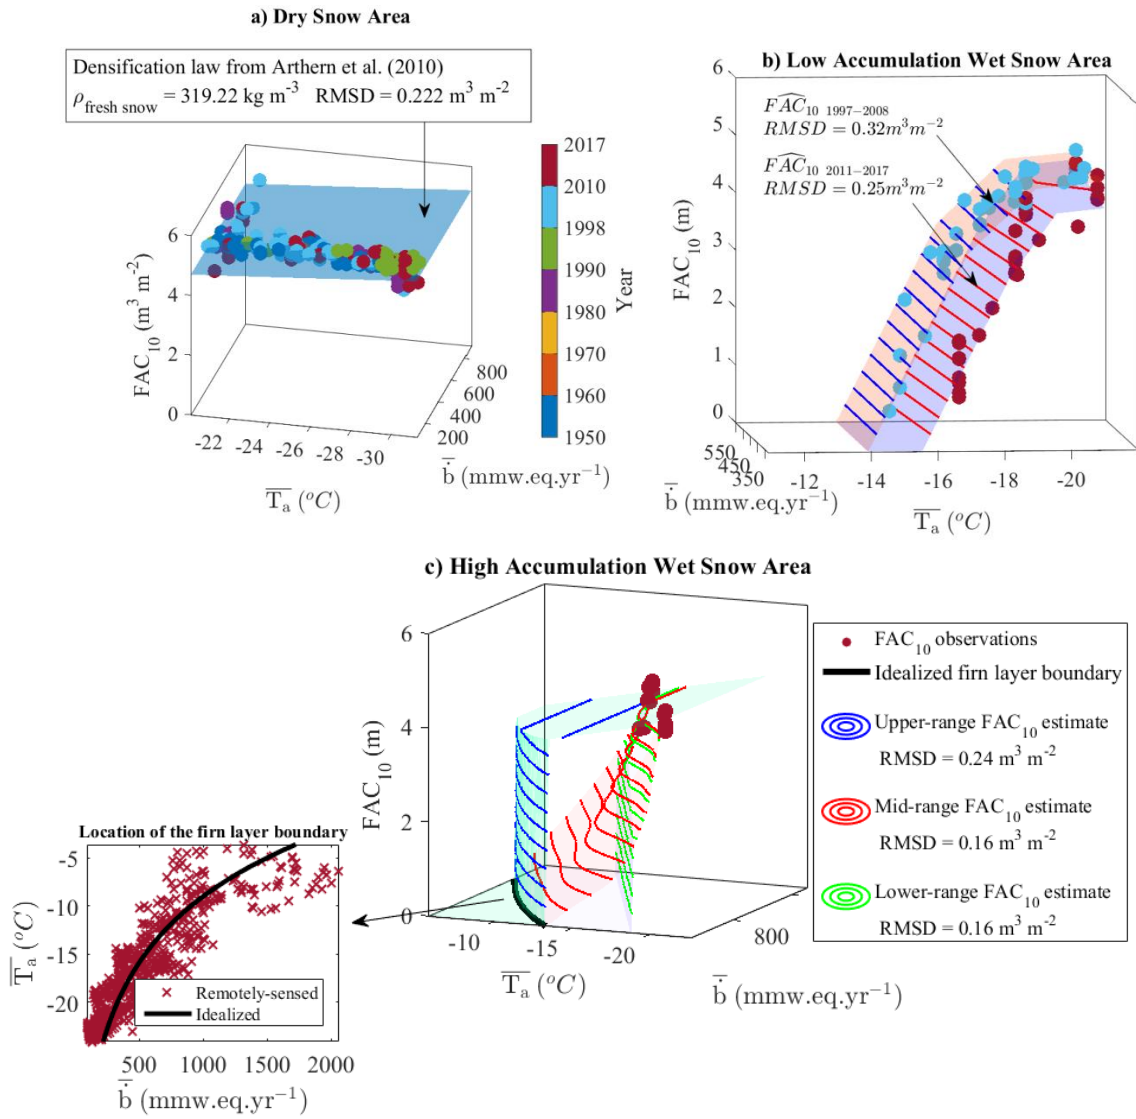 a) Dry Snow Area
Densification law from Arthern et al. (2010)
ρfresh snow = 319.22 kg m-3 RMSD = 0.222 m3 m-2
FAC10 (m3 m-2)
6
4
2
0
-22
-24
-26
-28
-30
T̅a (oC)
200
400
600
800
b̅̇ (mmw.eq.yr−1)
2017
2010
1998
1990
1980
1970
1960
1950
Year
b) Low Accumulation Wet Snow Area
FAC10 1997−2008
RMSD = 0.32m3m−2
FAC10 2011−2017
RMSD = 0.25m3m−2
FAC10 (m)
6
5
4
3
2
1
0
550
450
350
b̅̇ (mmw.eq.yr−1)
-12
-14
-16
-18
-20
T̅a (oC)
c) High Accumulation Wet Snow Area
FAC10 (m)
6
4
2
0
-10
-15
-20
T̅a (oC)
800
b̅̇ (mmw.eq.yr−1)
FAC10 observations
Idealized firn layer boundary
Upper-range FAC10 estimate
RMSD = 0.24 m3 m-2
Mid-range FAC10 estimate
RMSD = 0.16 m3 m-2
Lower-range FAC10 estimate
RMSD = 0.16 m3 m-2
Location of the firn layer boundary
T̅a (oC)
-5
-10
-15
-20
Remotely-sensed
Idealized
500
1000
1500
2000
b̅̇ (mmw.eq.yr−1)